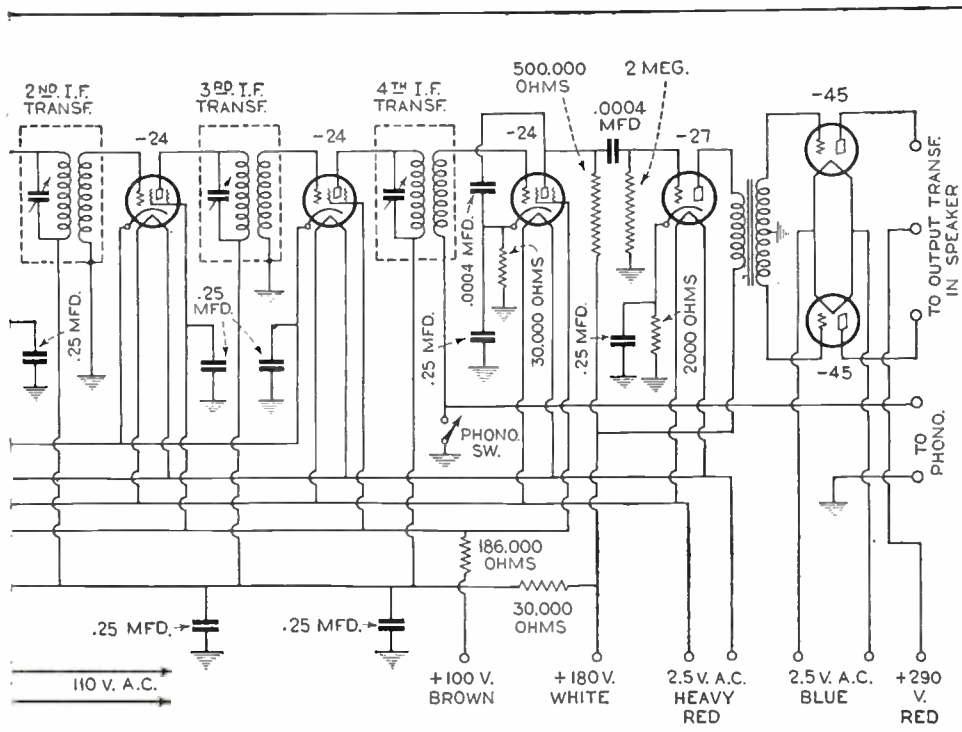 2ND. I.F.
TRANSF.
3RD. I.F.
TRANSF.
4TH I.F.
TRANSF.
500.000
OHMS
2 MEG.
.0004
MFD
-24
-24
-24
-27
-45
.0004 MFD.
30.000 OHMS
.25 MFD.
.25
MFD.
.25 MFD.
.25 MFD.
2000 OHMS
-45
TO OUTPUT TRANSF.
IN SPEAKER
PHONO.
SW.
TO
PHONO.
186.000
OHMS
30.000
OHMS
.25 MFD.
.25 MFD.
110 V. A.C.
+100 V.
BROWN
+180 V.
WHITE
2.5 V. A.C.
HEAVY
RED
2.5 V. A.C.
BLUE
+290
V.
RED